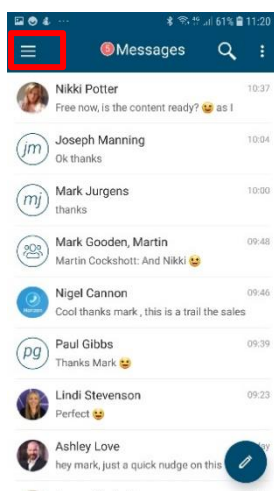 61% 11:20
5 Messages
Nikki Potter 10:37
Free now, is the content ready? 😉 as I
jm Joseph Manning 10:04
Ok thanks
mj Mark Jurgens 10:00
thanks
Mark Gooden, Martin 09:48
Martin Cockshott: And Nikki 😉
Nigel Cannon 09:46
Cool thanks mark , this is a trail the sales
pg Paul Gibbs 09:39
Thanks Mark 😉
Lindi Stevenson 09:23
Perfect 😉
Ashley Love
hey mark, just a quick nudge on this